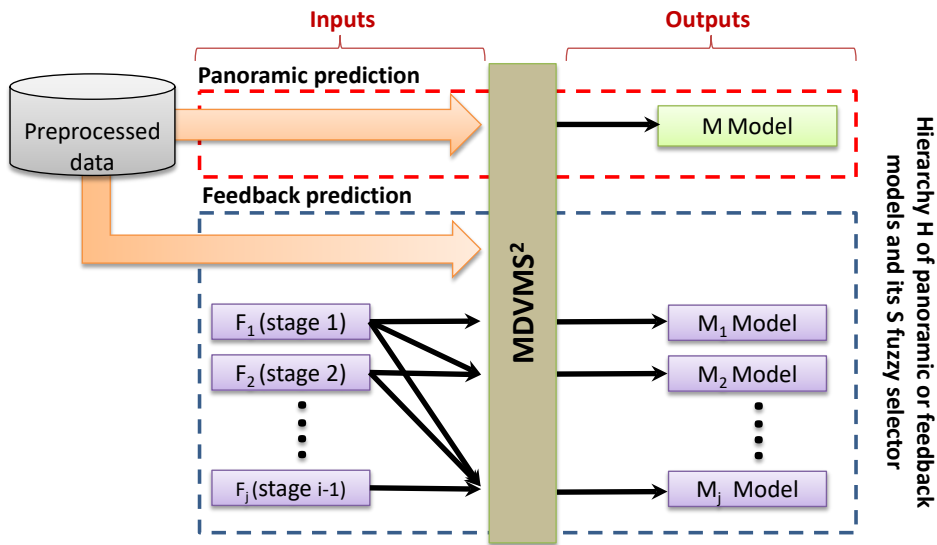 Inputs
Outputs
Panoramic prediction
Preprocessed
data
M Model
Feedback prediction
MDVMS²
F₁ (stage 1)
M₁ Model
F₂ (stage 2)
M₂ Model
Fⱼ (stage i-1)
Mⱼ Model
Hierarchy H of panoramic or feedback
models and its S fuzzy selector